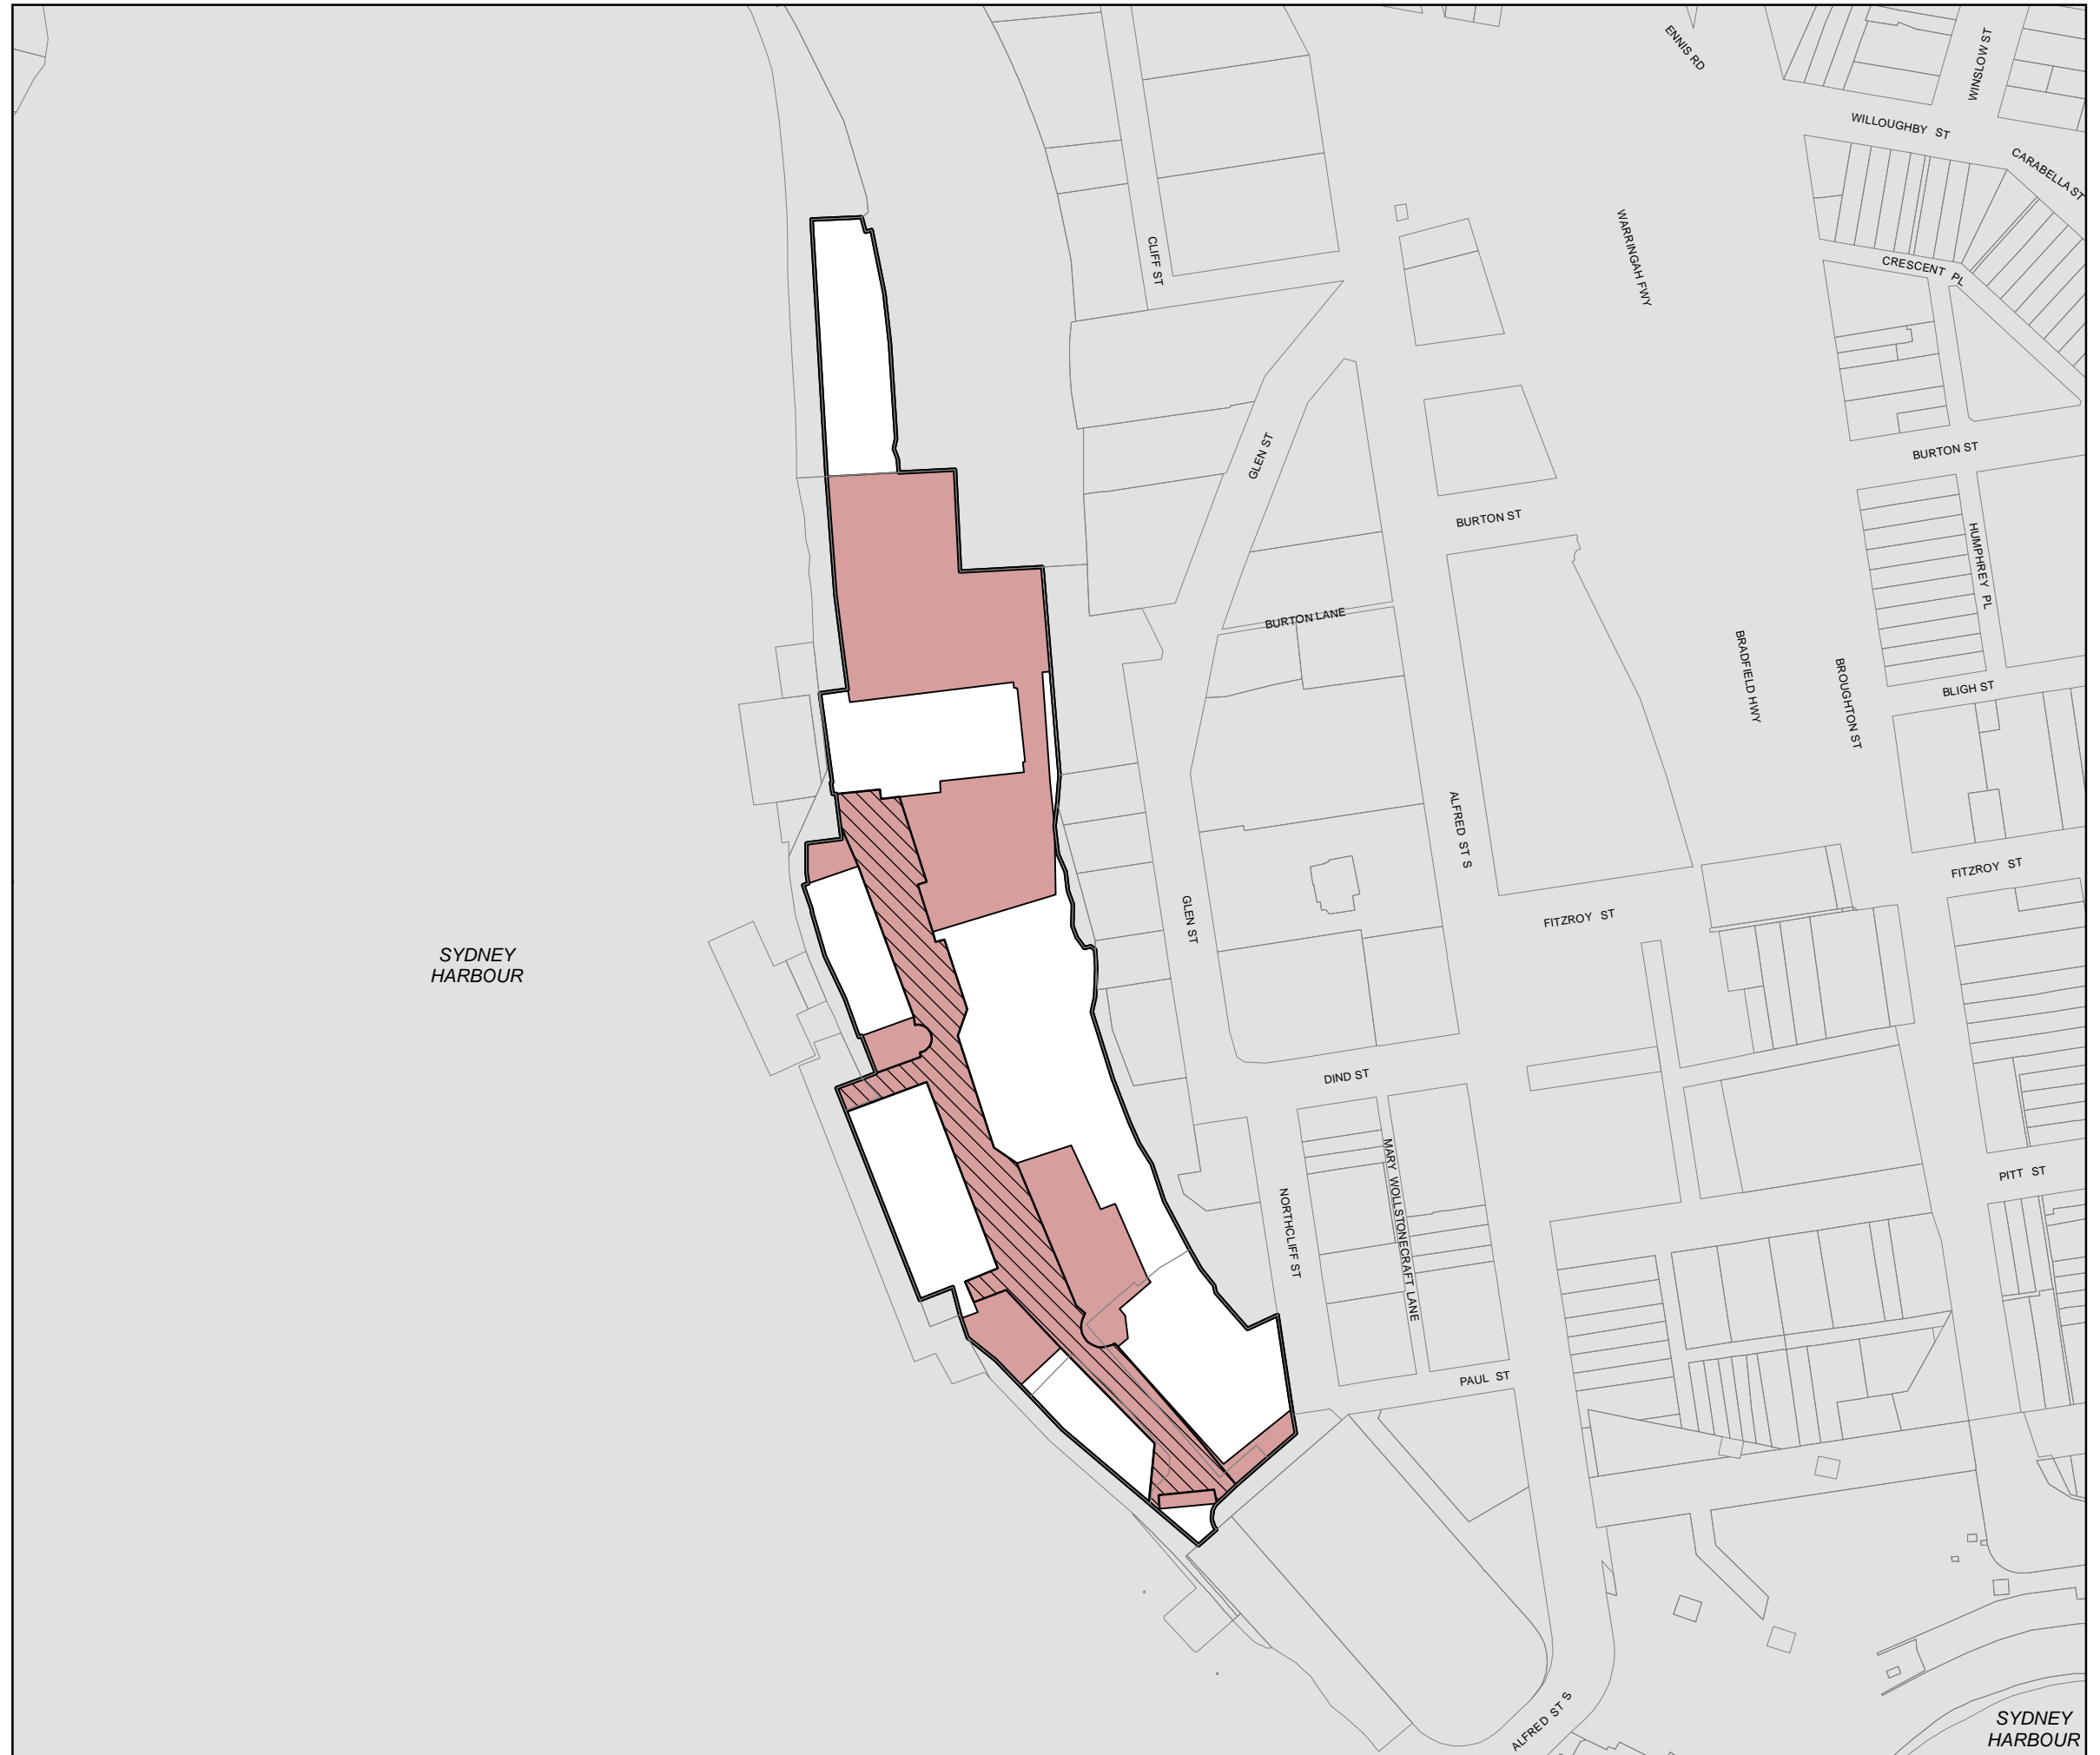 ENNIS RD
WINSLOW ST
WILLOUGHBY ST
CARABELLA ST
CLIFF ST
WARRINGAH FWY
CRESCENT PL
GLEN ST
BURTON ST
BURTON ST
HUMPHREY PL
BURTON LANE
BRADFIELD HWY
BROUGHTON ST
BLIGH ST
ALFRED ST S
FITZROY ST
GLEN ST
FITZROY ST
SYDNEY
HARBOUR
DIND ST
MARY WOLLSTONECRAFT LANE
PITT ST
NORTHCLIFF ST
PAUL ST
ALFRED ST S
SYDNEY
HARBOUR